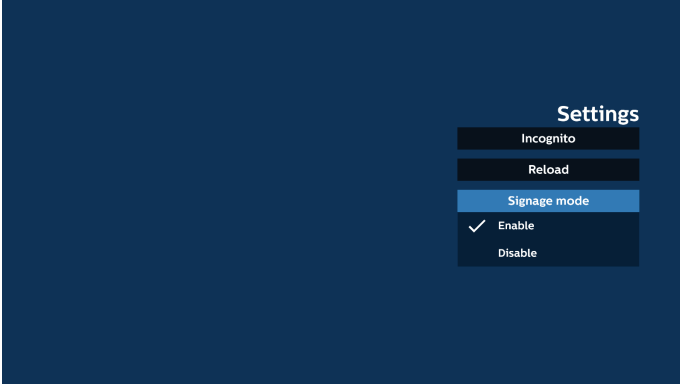 Settings
Incognito
Reload
Signage mode
Enable
Disable